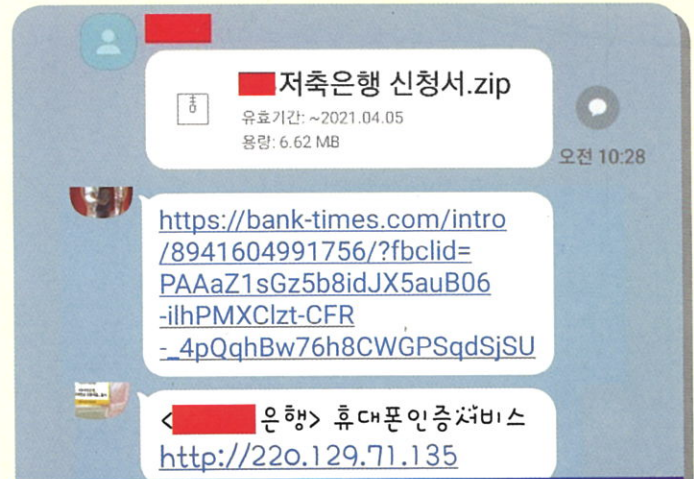 저축은행 신청서.zip
유효기간: ~2021.04.05
용량: 6.62 MB
오전 10:28
https://bank-times.com/intro
/8941604991756/?fbclid=
PAAaZ1sGz5b8idJX5auB06
-ilhPMXClzt-CFR
-_4pQqhBw76h8CWGPSqdSjSU
< 은행> 휴대폰인증서비스
http://220.129.71.135